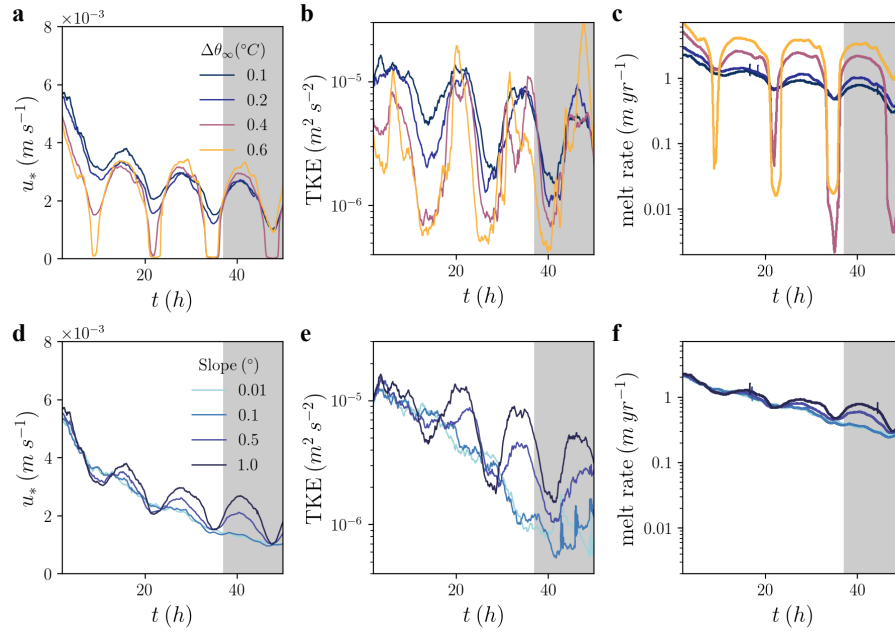 a
×10⁻³
8
6
4
2
0
u* (m s⁻¹)
20
40
t (h)
Δθ∞(°C)
0.1
0.2
0.4
0.6
b
10⁻⁵
10⁻⁶
TKE (m² s⁻²)
20
40
t (h)
c
1
0.1
0.01
melt rate (m yr⁻¹)
20
40
t (h)
d
×10⁻³
8
6
4
2
0
u* (m s⁻¹)
20
40
t (h)
Slope (°)
0.01
0.1
0.5
1.0
e
10⁻⁵
10⁻⁶
TKE (m² s⁻²)
20
40
t (h)
f
1
0.1
0.01
melt rate (m yr⁻¹)
20
40
t (h)